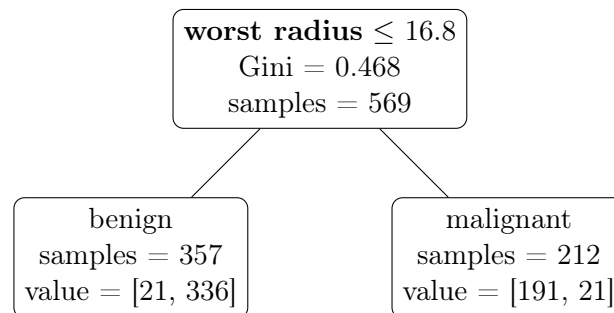 worst radius ≤ 16.8
Gini = 0.468
samples = 569
benign
samples = 357
value = [21, 336]
malignant
samples = 212
value = [191, 21]